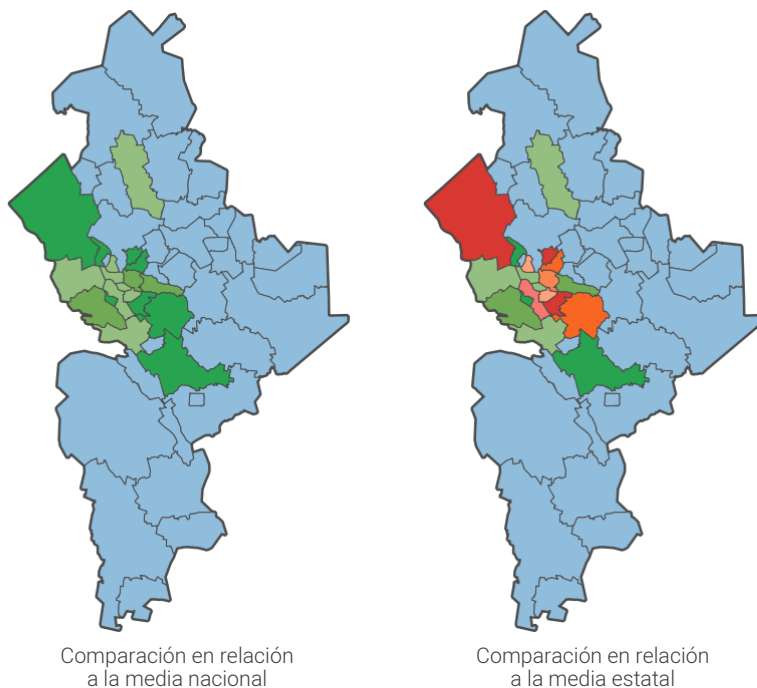 Comparación en relación
a la media nacional
Comparación en relación
a la media estatal